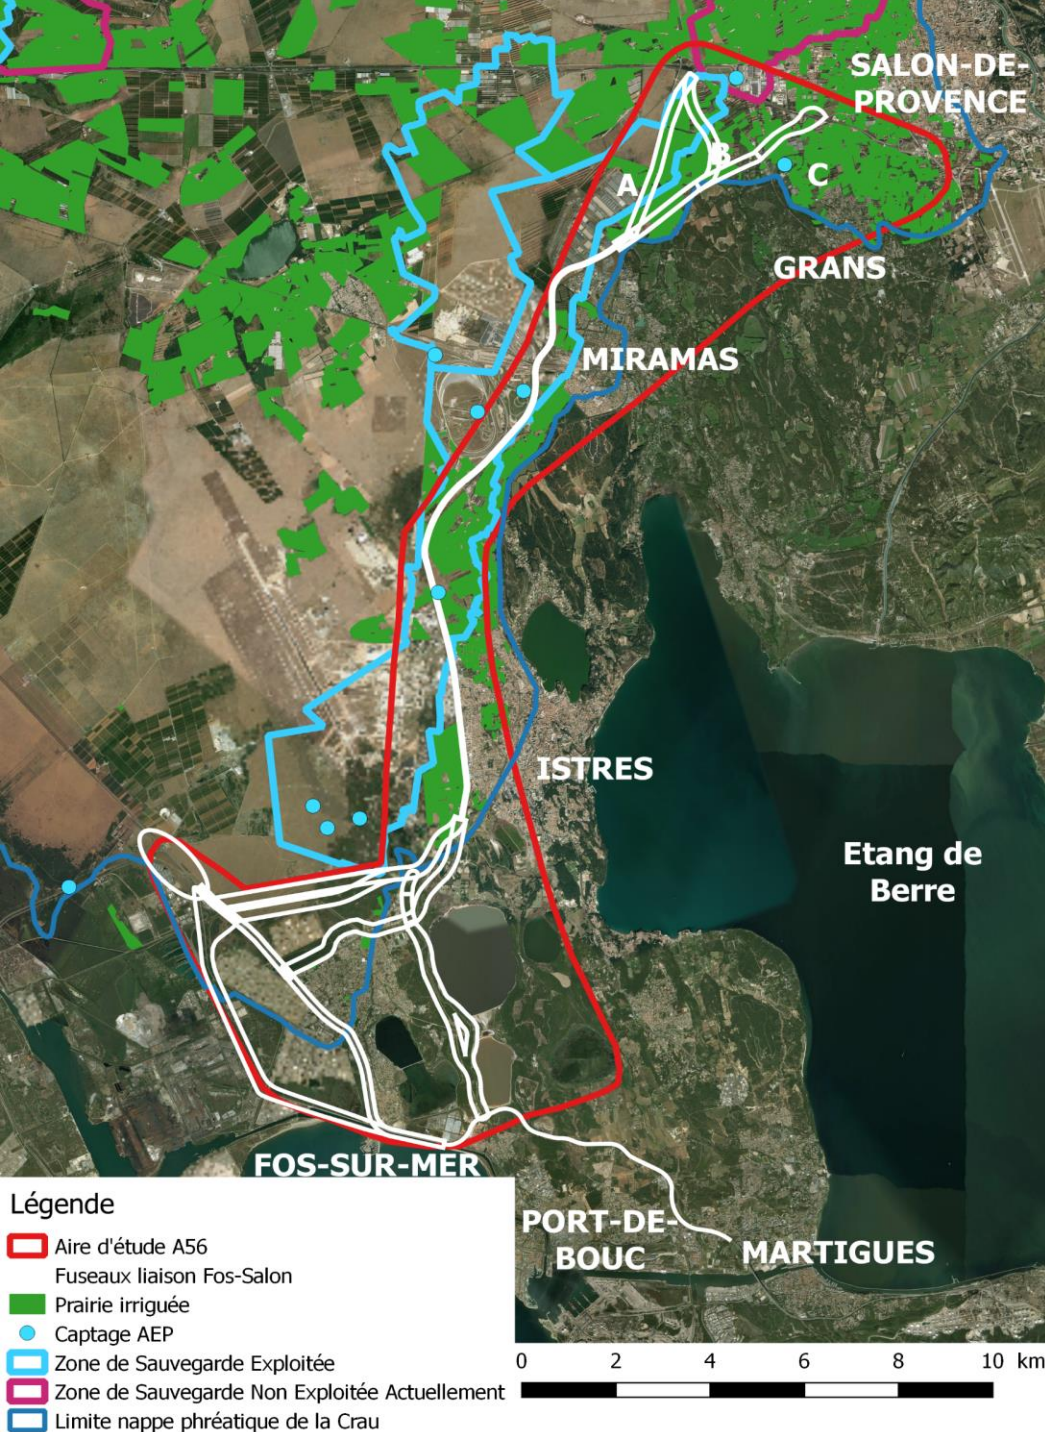 SALON-DE-
PROVENCE
A
B
C
GRANS
MIRAMAS
ISTRES
Etang de
Berre
FOS-SUR-MER
PORT-DE-
BOUC
MARTIGUES
Légende
Aire d'étude A56
Fuseaux liaison Fos-Salon
Prairie irriguée
Captage AEP
Zone de Sauvegarde Exploitée
Zone de Sauvegarde Non Exploitée Actuellement
Limite nappe phréatique de la Crau
0 2 4 6 8 10 km